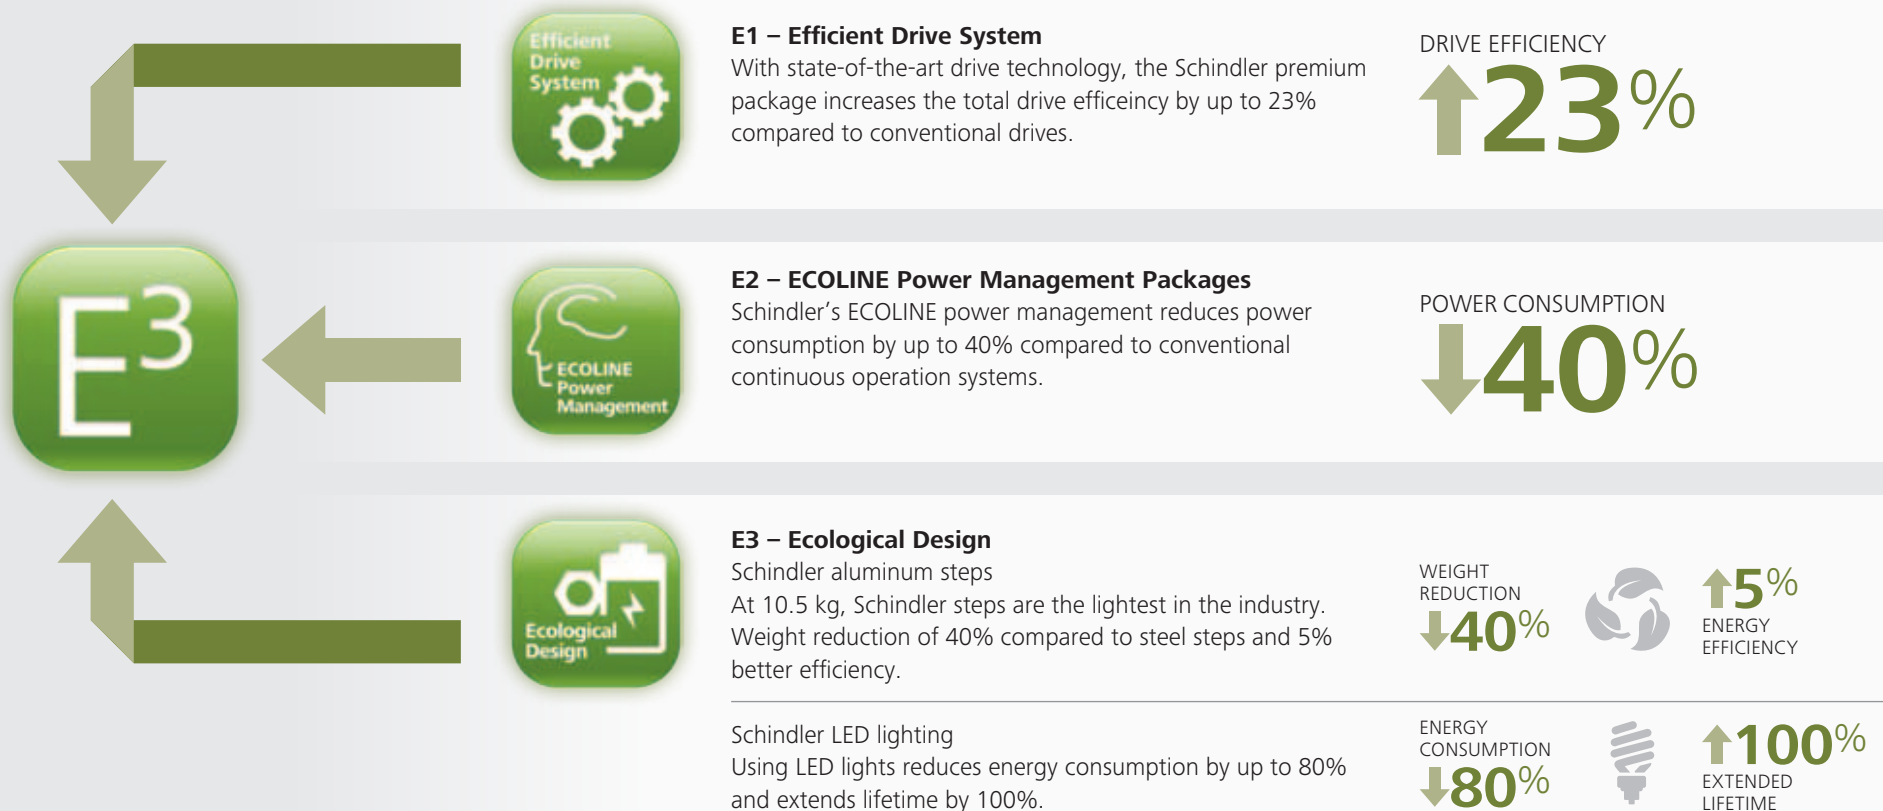 Efficient
Drive
System
E1 – Efficient Drive System
With state-of-the-art drive technology, the Schindler premium
package increases the total drive efficeincy by up to 23%
compared to conventional drives.
DRIVE EFFICIENCY
23%
E3
ECOLINE
Power
Management
E2 – ECOLINE Power Management Packages
Schindler’s ECOLINE power management reduces power
consumption by up to 40% compared to conventional
continuous operation systems.
POWER CONSUMPTION
40%
Ecological
Design
E3 – Ecological Design
Schindler aluminum steps
At 10.5 kg, Schindler steps are the lightest in the industry.
Weight reduction of 40% compared to steel steps and 5%
better efficiency.
WEIGHT
REDUCTION
40%
5%
ENERGY
EFFICIENCY
Schindler LED lighting
Using LED lights reduces energy consumption by up to 80%
and extends lifetime by 100%.
ENERGY
CONSUMPTION
80%
100%
EXTENDED
LIFETIME